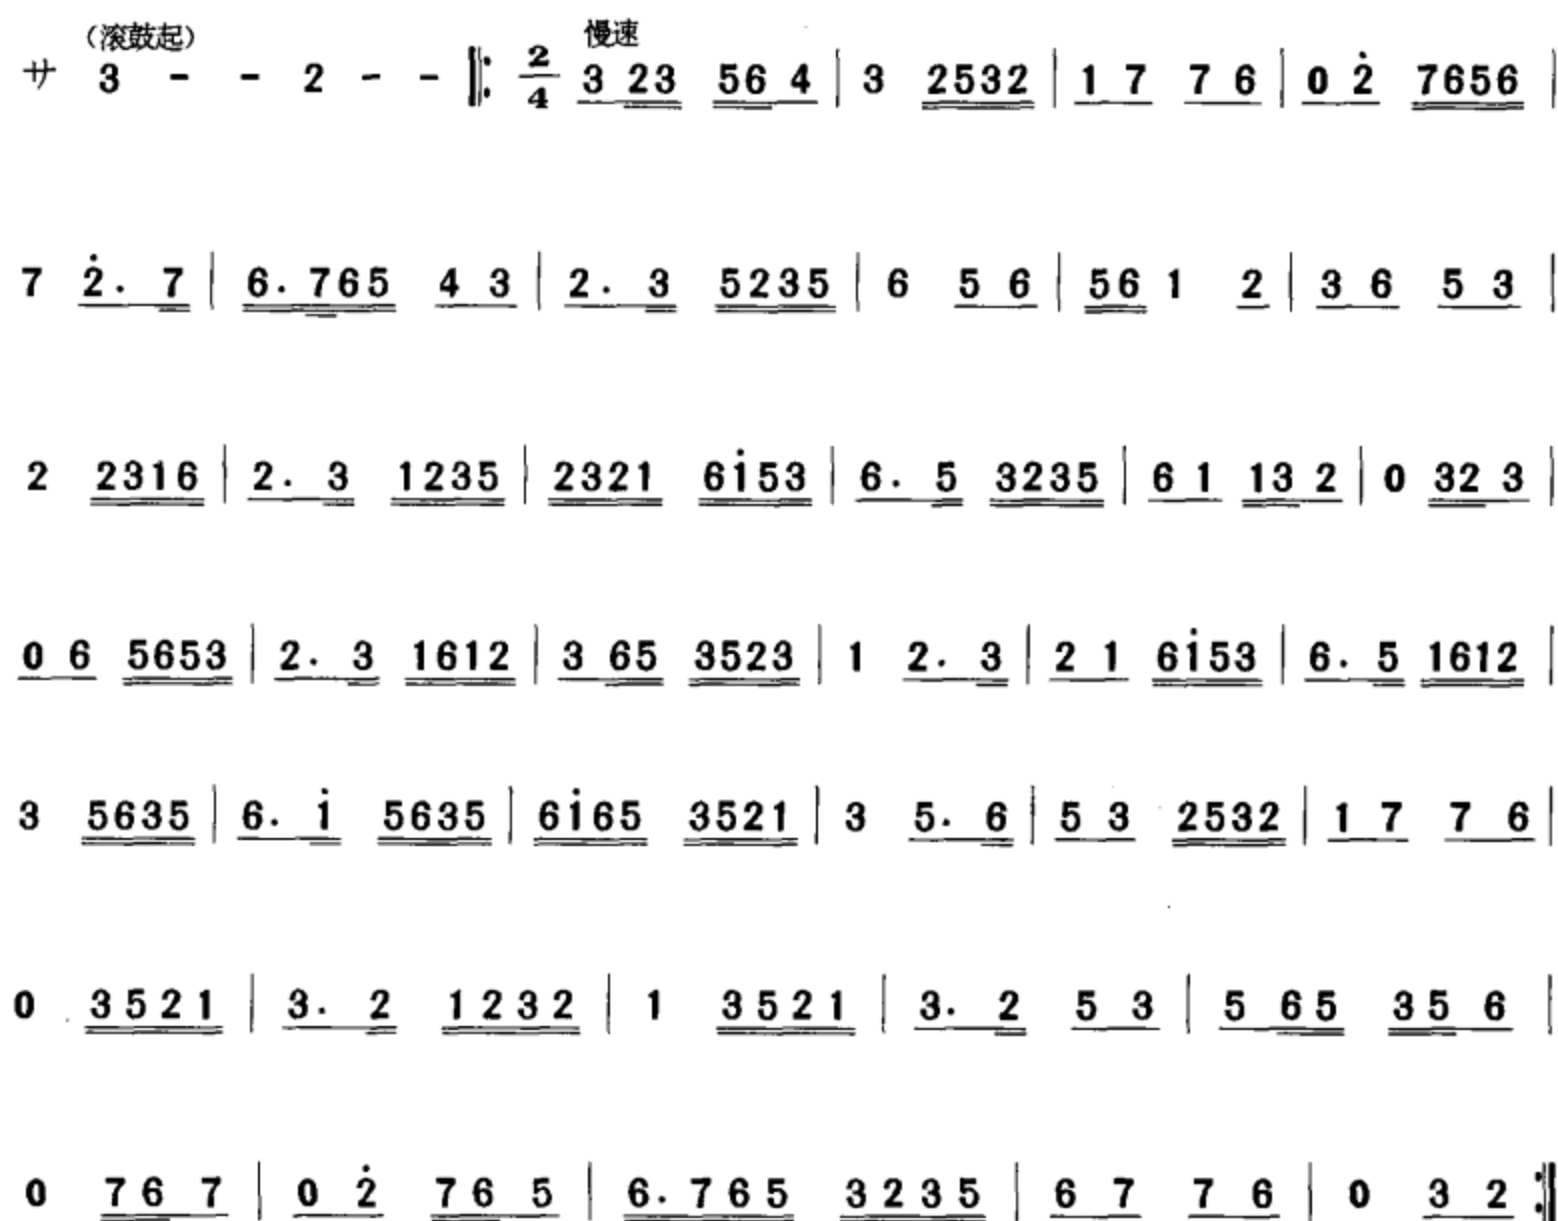 （滚鼓起） 慢速
サ 3 - - 2 - - ‖: 2/4 3 23 56 4 | 3 2532 | 1 7 7 6 | 0 2̇ 7656 |
7 2̇. 7 | 6. 765 4 3 | 2. 3 5235 | 6 5 6 | 56 1 2 | 3 6 5 3 |
2 2316 | 2. 3 1235 | 2321 6i53 | 6. 5 3235 | 6 1 13 2 | 0 32 3 |
0 6 5653 | 2. 3 1612 | 3 65 3523 | 1 2. 3 | 2 1 6i53 | 6. 5 1612 |
3 5635 | 6. i 5635 | 6i65 3521 | 3 5. 6 | 5 3 2532 | 1 7 7 6 |
0 3521 | 3. 2 1232 | 1 3521 | 3. 2 5 3 | 5 65 35 6 |
0 76 7 | 0 2̇ 76 5 | 6. 765 3235 | 6 7 7 6 | 0 3 2 :‖